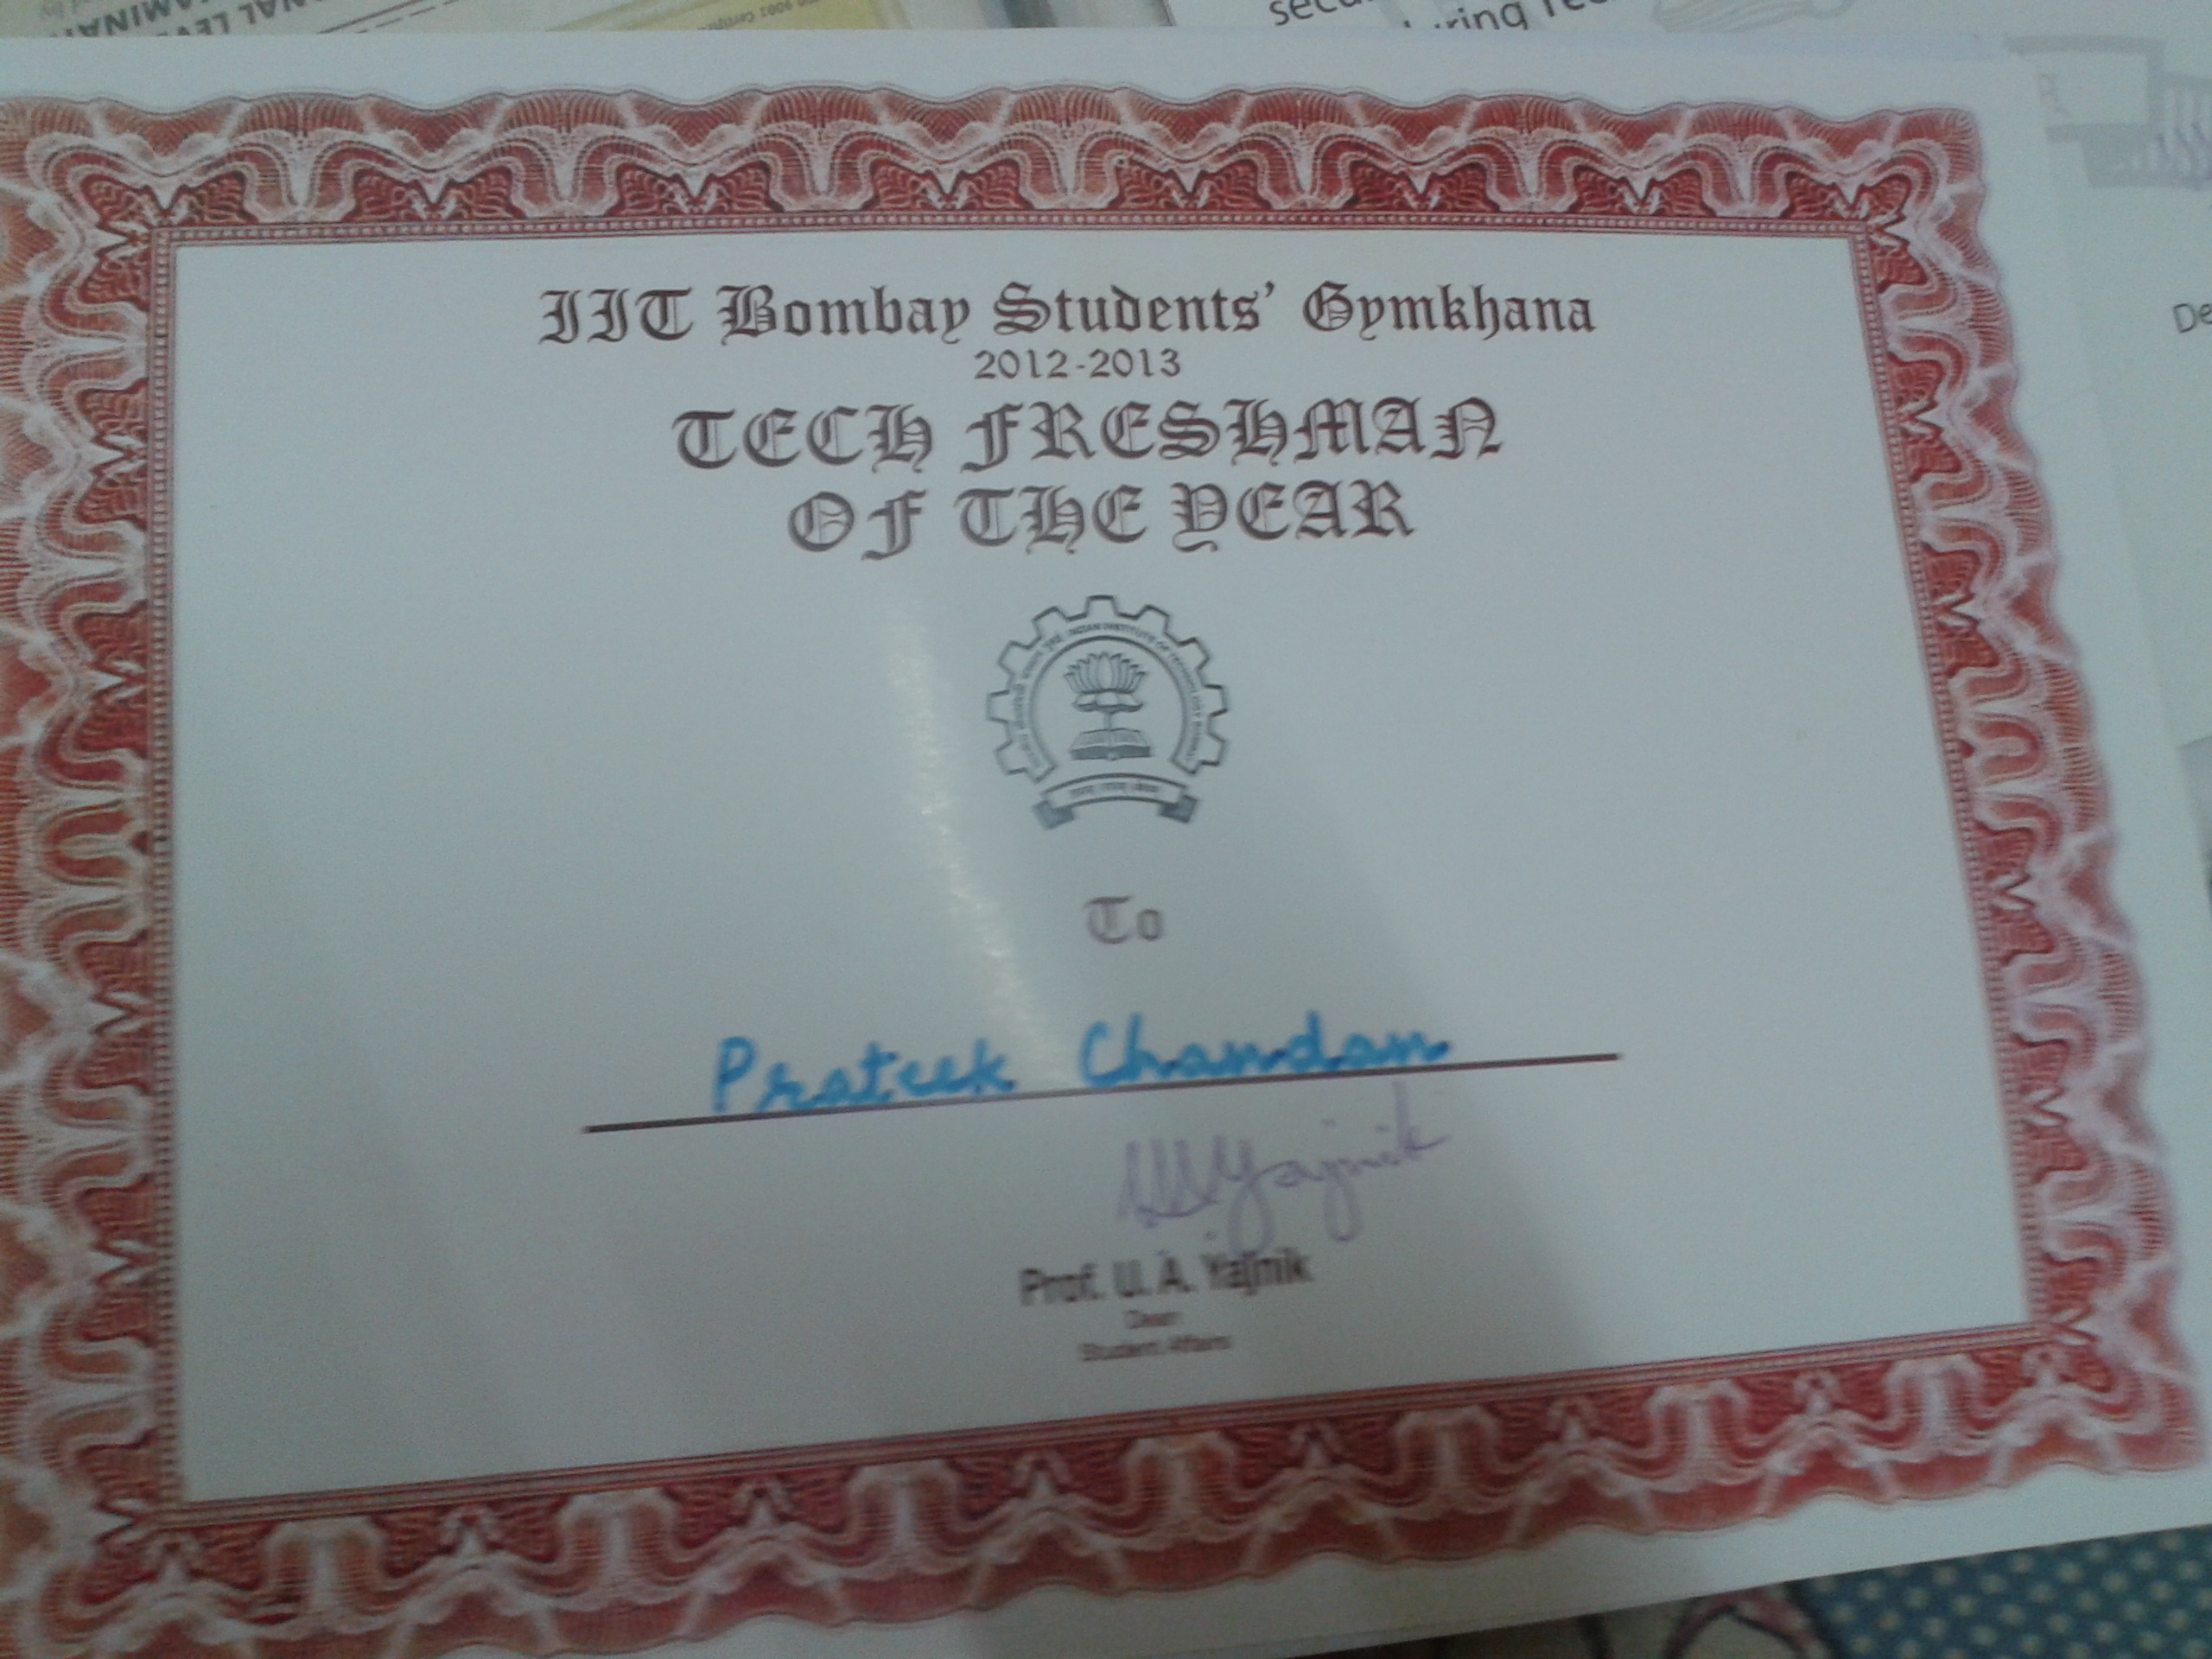 IIT Bombay Students' Gymkhana
2012-2013
TECH FRESHMAN
OF THE YEAR
To
Prateek Chandan
Prof. U.A. Yajnik
Dean
Student Affairs